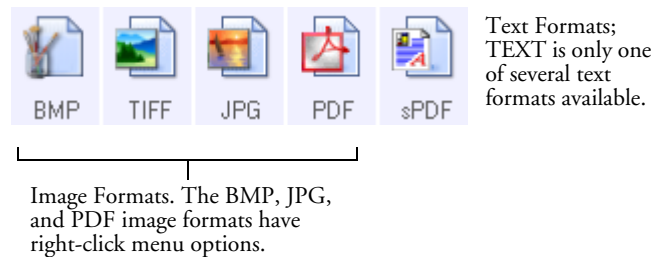 BMP TIFF JPG PDF sPDF
Text Formats;
TEXT is only one
of several text
formats available.
Image Formats. The BMP, JPG,
and PDF image formats have
right-click menu options.